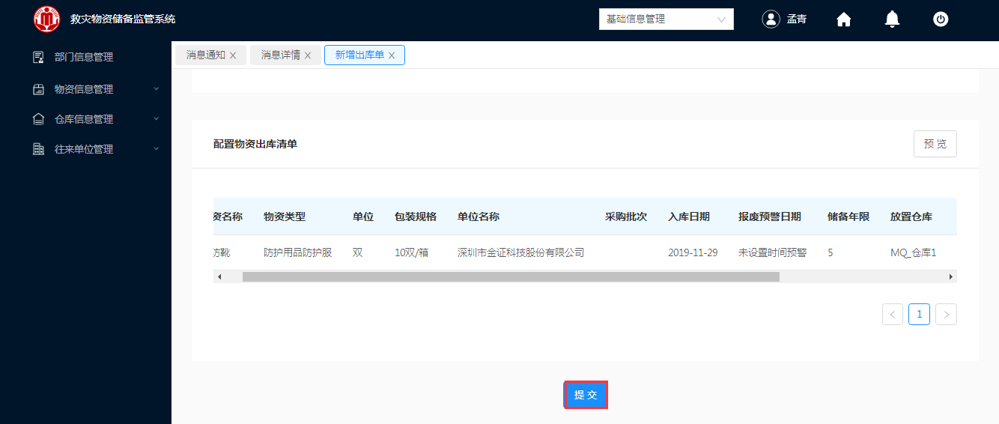 救灾物资储备监管系统
基础信息管理
孟青
部门信息管理
物资信息管理
仓库信息管理
往来单位管理
消息通知
消息详情
新增出库单
配置物资出库清单
预 览
资名称 物资类型 单位 包装规格 单位名称 采购批次 入库日期 报废预警日期 储备年限 放置仓库
防靴 防护用品防护服 双 10双/箱 深圳市金证科技股份有限公司 2019-11-29 未设置时间预警 5 MQ_仓库1
1
提 交